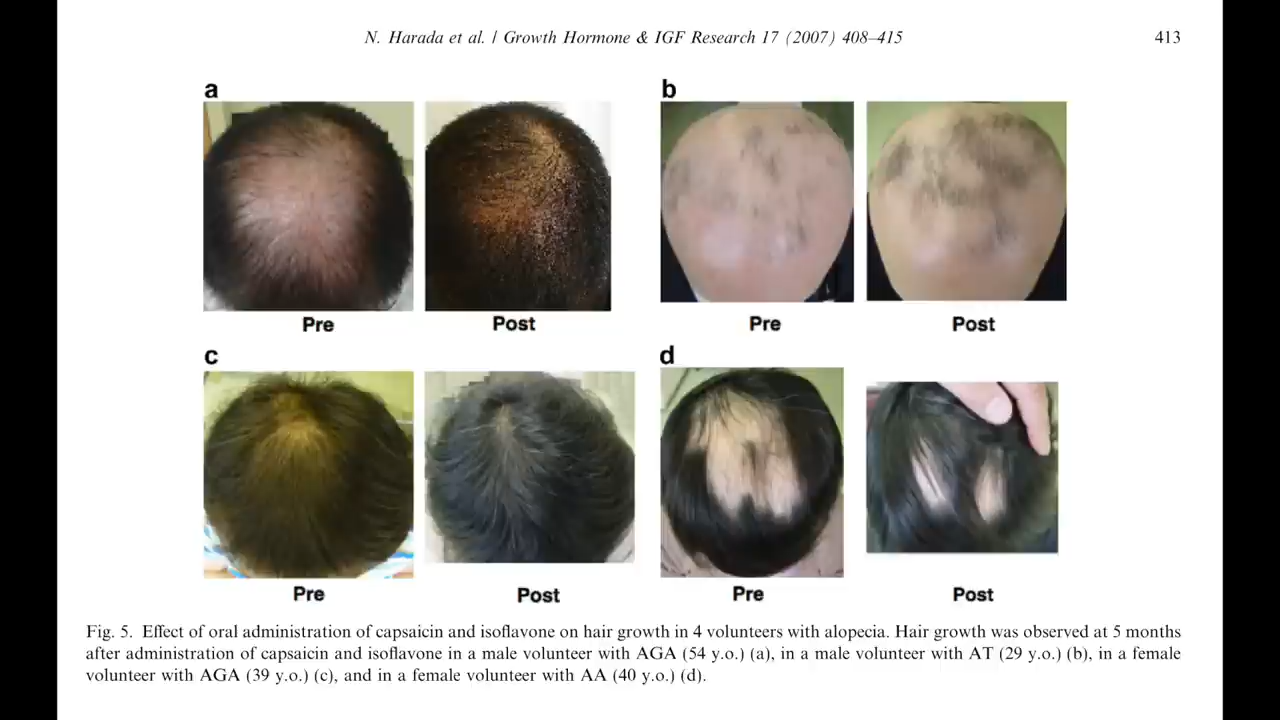 N. Harada et al. / Growth Hormone & IGF Research 17 (2007) 408–415 413
a b
Pre Post Pre Post
c d
Pre Post Pre Post
Fig. 5. Effect of oral administration of capsaicin and isoflavone on hair growth in 4 volunteers with alopecia. Hair growth was observed at 5 months
after administration of capsaicin and isoflavone in a male volunteer with AGA (54 y.o.) (a), in a male volunteer with AT (29 y.o.) (b), in a female
volunteer with AGA (39 y.o.) (c), and in a female volunteer with AA (40 y.o.) (d).